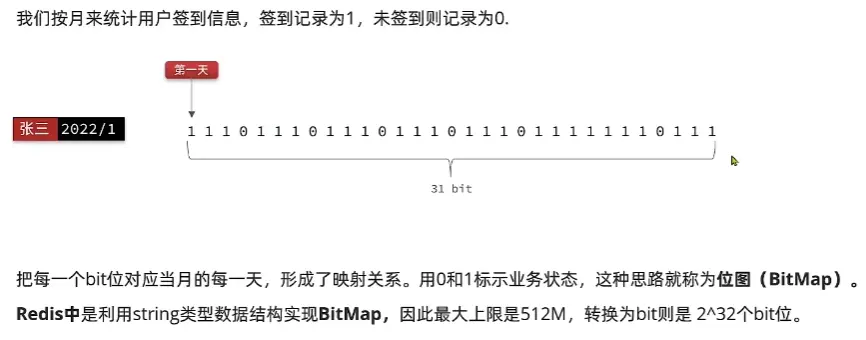 我们按月来统计用户签到信息，签到记录为1，未签到则记录为0.
第一天
张三 2022/1
1 1 1 0 1 1 1 0 1 1 1 0 1 1 1 0 1 1 1 0 1 1 1 1 1 1 1 0 1 1 1
31 bit
把每一个bit位对应当月的每一天，形成了映射关系。用0和1标示业务状态，这种思路就称为位图（BitMap）。
Redis中是利用string类型数据结构实现BitMap，因此最大上限是512M，转换为bit则是 2^32个bit位。